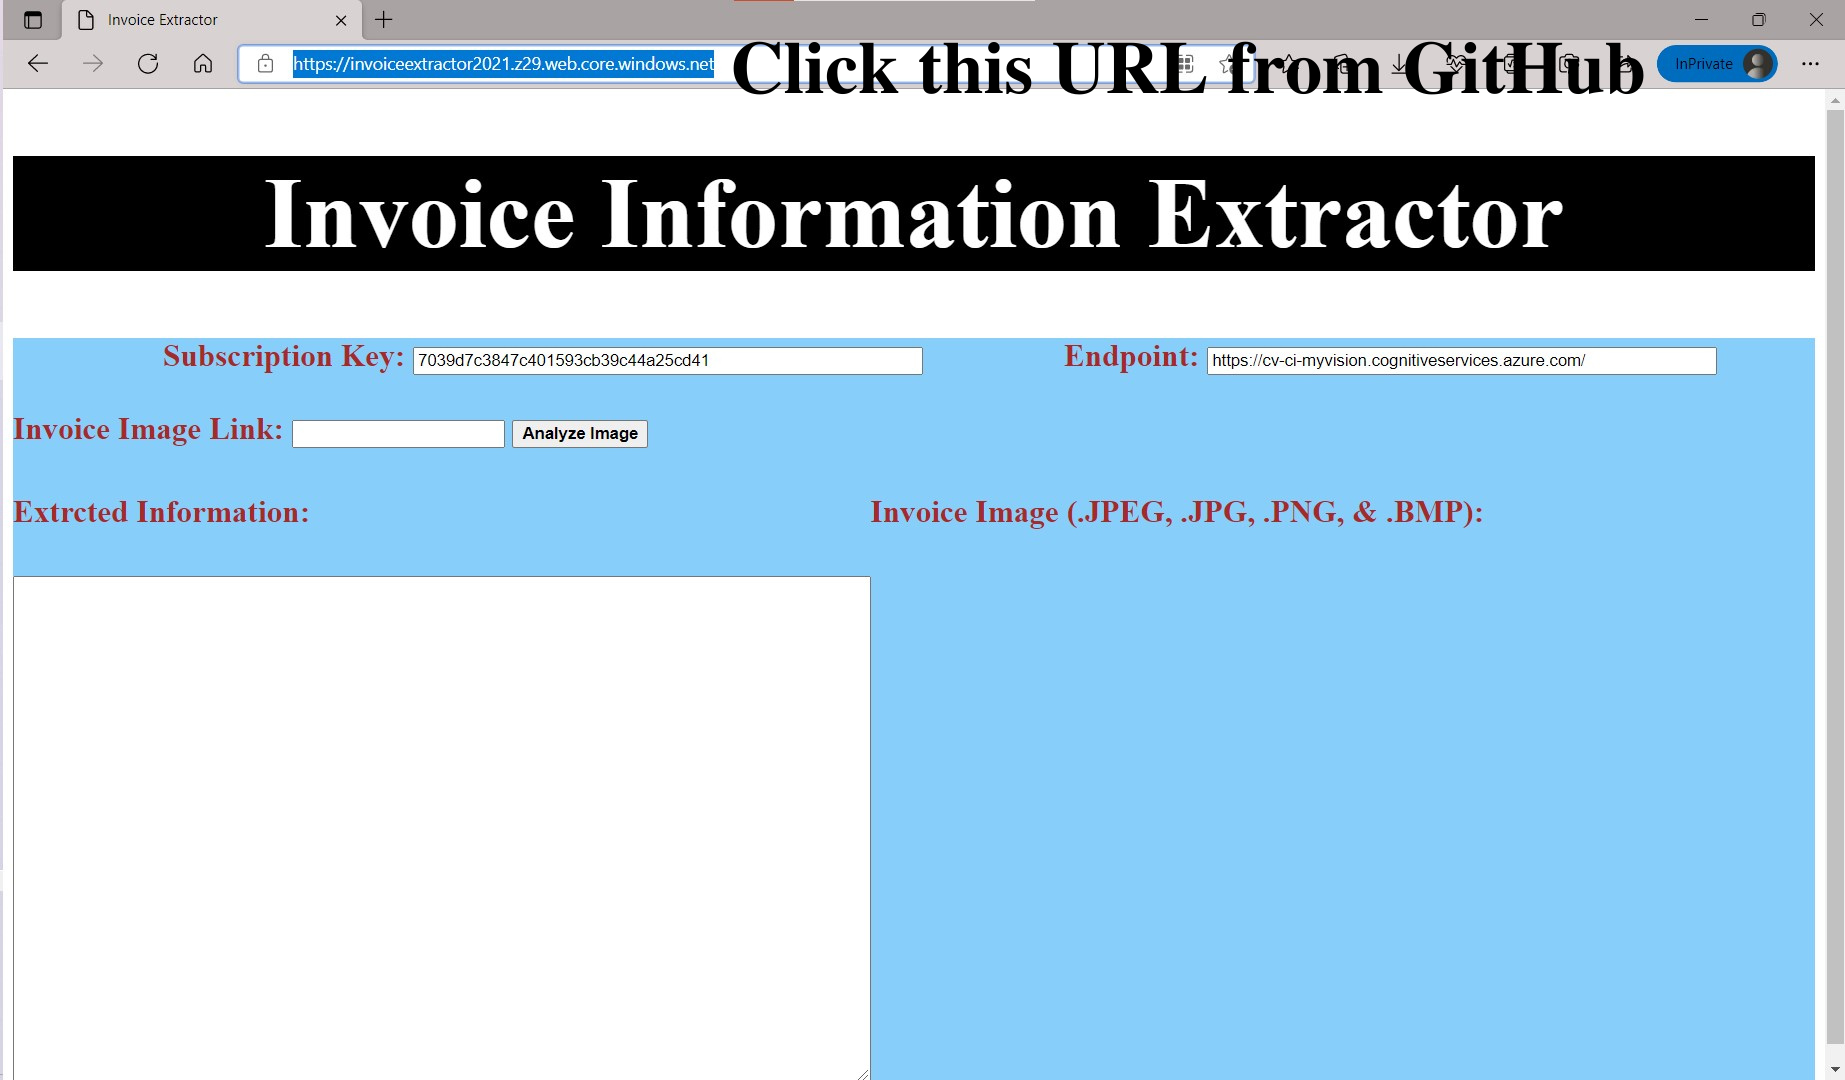 Invoice Extractor
https://invoiceextractor2021.z29.web.core.windows.net
Click this URL from GitHub
InPrivate
Invoice Information Extractor
Subscription Key: 7039d7c3847c401593cb39c44a25cd41 Endpoint: https://cv-ci-myvision.cognitiveservices.azure.com/
Invoice Image Link: Analyze Image
Extrcted Information: Invoice Image (.JPEG, .JPG, .PNG, & .BMP):